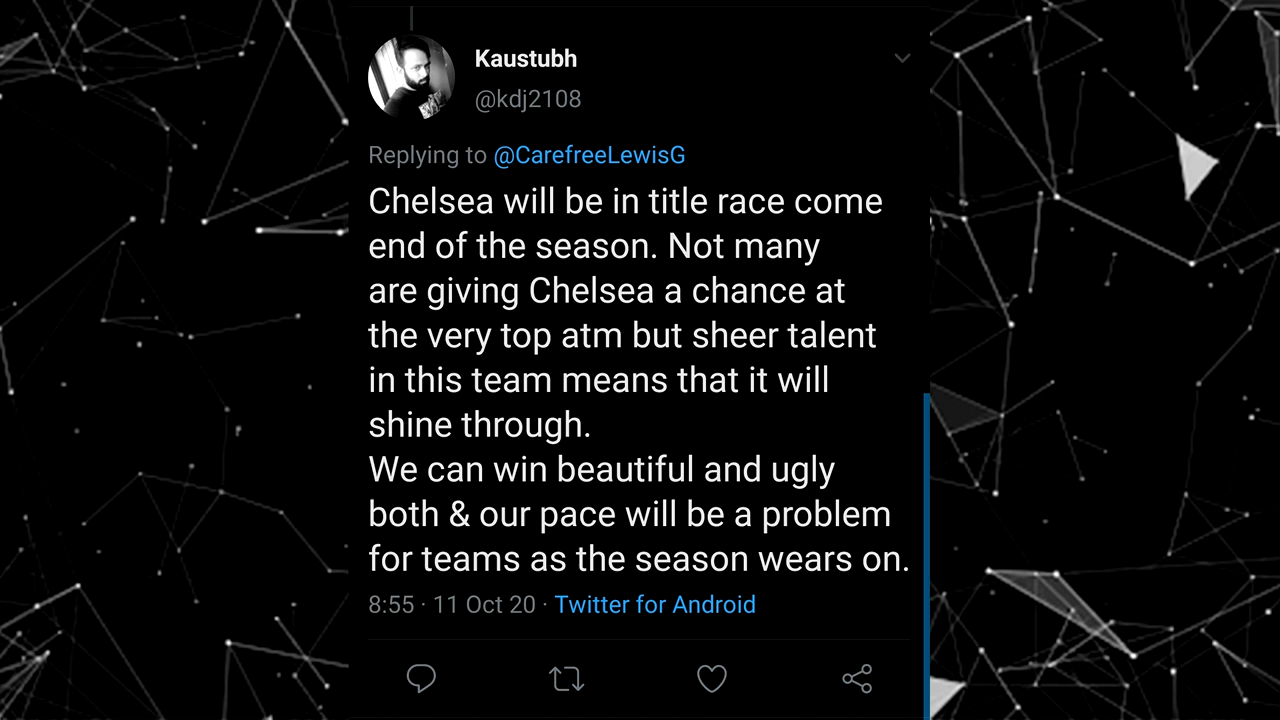 Kaustubh
@kdj2108
Replying to @CarefreeLewisG
Chelsea will be in title race come
end of the season. Not many
are giving Chelsea a chance at
the very top atm but sheer talent
in this team means that it will
shine through.
We can win beautiful and ugly
both & our pace will be a problem
for teams as the season wears on.
8:55 · 11 Oct 20 · Twitter for Android